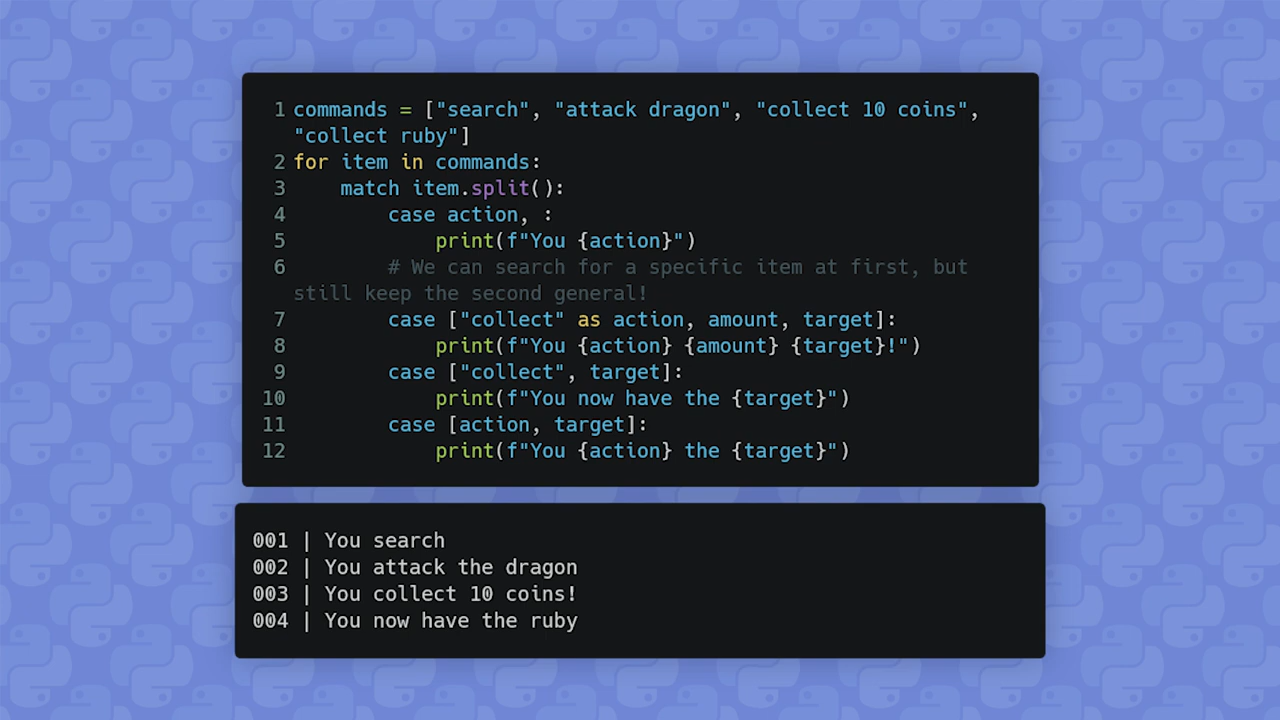 1 commands = ["search", "attack dragon", "collect 10 coins",
"collect ruby"]
2 for item in commands:
3     match item.split():
4         case action, :
5             print(f"You {action}")
6         # We can search for a specific item at first, but
still keep the second general!
7         case ["collect" as action, amount, target]:
8             print(f"You {action} {amount} {target}!")
9         case ["collect", target]:
10             print(f"You now have the {target}")
11         case [action, target]:
12             print(f"You {action} the {target}")
001 | You search
002 | You attack the dragon
003 | You collect 10 coins!
004 | You now have the ruby